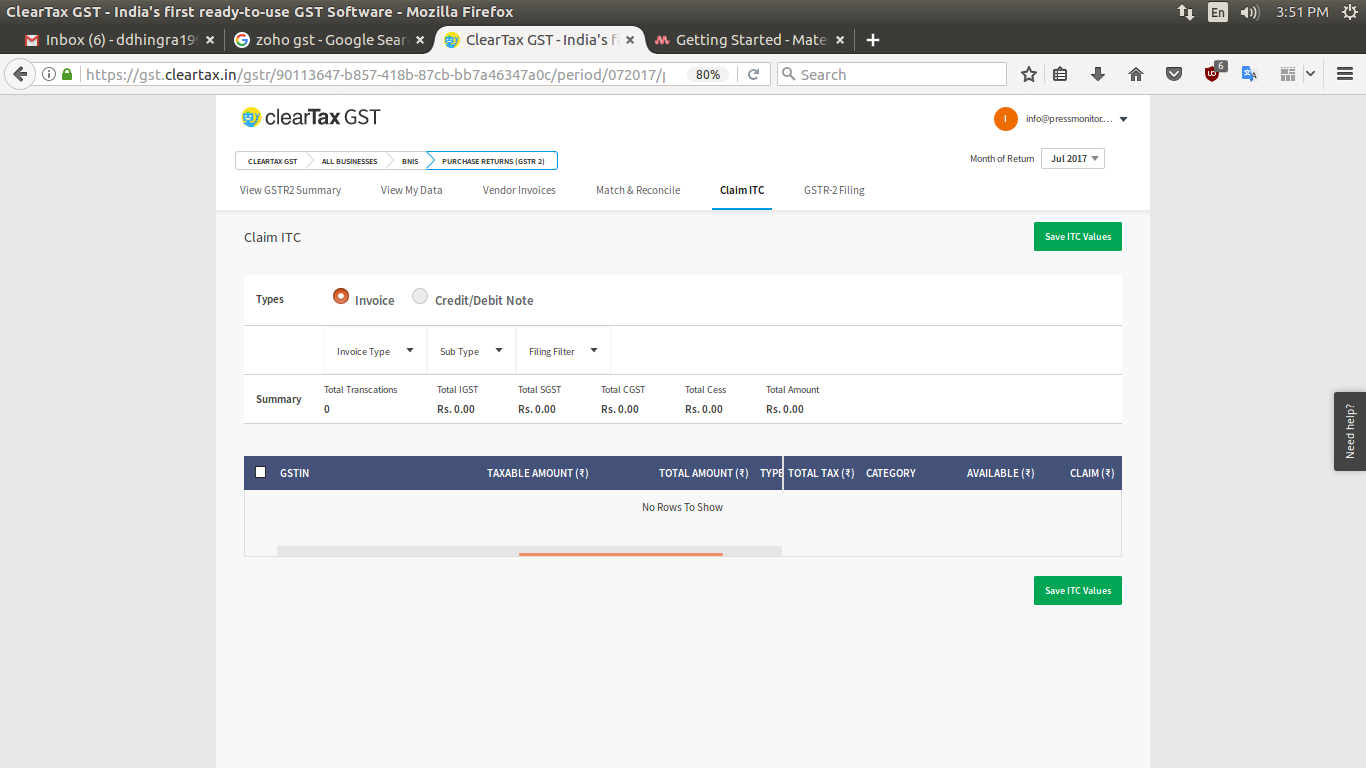 ClearTax GST - India's first ready-to-use GST Software - Mozilla Firefox
En
3:51 PM
Inbox (6) - ddhingra199
zoho gst - Google Sear
ClearTax GST - India's f
Getting Started - Mate
https://gst.cleartax.in/gstr/90113647-b857-418b-87cb-bb7a46347a0c/period/072017/
80%
Search
6
clearTax GST
I
info@pressmonitor....
CLEARTAX GST
ALL BUSINESSES
BNIS
PURCHASE RETURNS (GSTR 2)
Month of Return
Jul 2017
View GSTR2 Summary
View My Data
Vendor Invoices
Match & Reconcile
Claim ITC
GSTR-2 Filing
Claim ITC
Save ITC Values
Types
Invoice
Credit/Debit Note
Invoice Type
Sub Type
Filing Filter
Summary
Total Transcations
Total IGST
Total SGST
Total CGST
Total Cess
Total Amount
0
Rs. 0.00
Rs. 0.00
Rs. 0.00
Rs. 0.00
Rs. 0.00
GSTIN
TAXABLE AMOUNT (₹)
TOTAL AMOUNT (₹)
TYPE
TOTAL TAX (₹)
CATEGORY
AVAILABLE (₹)
CLAIM (₹)
No Rows To Show
Save ITC Values
Need help?